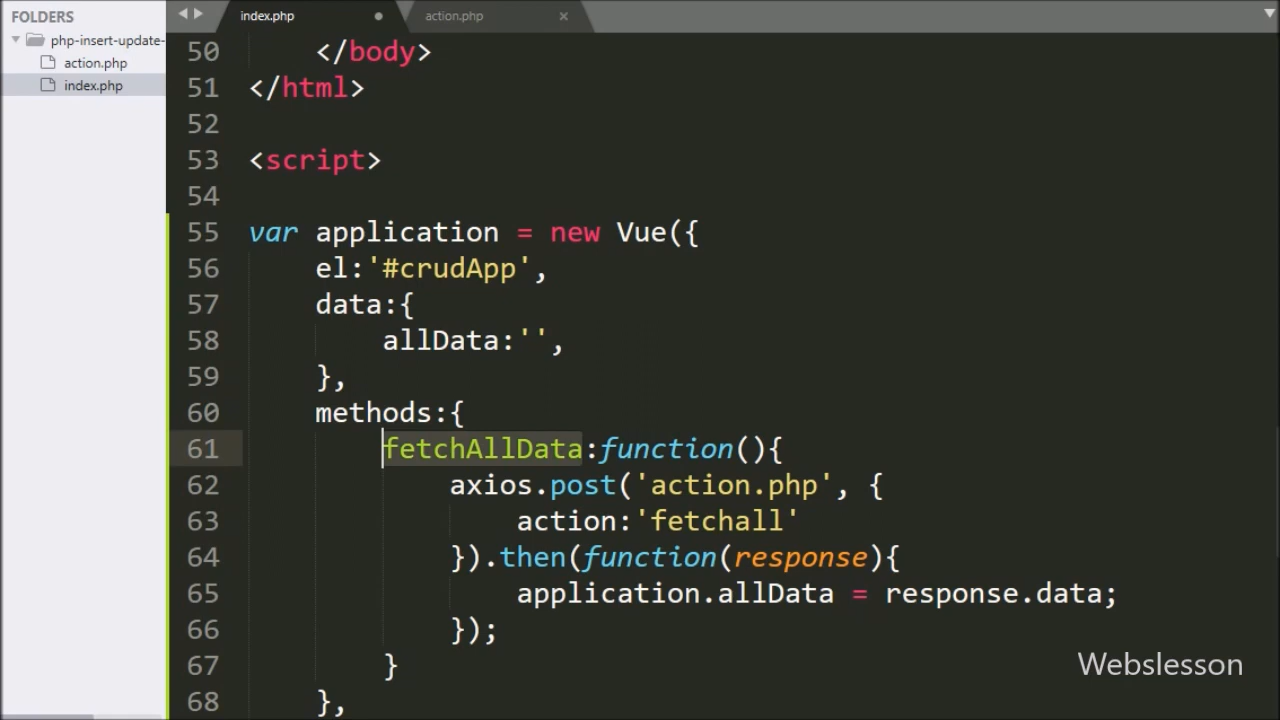 FOLDERS
php-insert-update-
action.php
index.php
index.php
action.php
50 </body>
51 </html>
52
53 <script>
54
55 var application = new Vue({
56 el:'#crudApp',
57 data:{
58 allData:'',
59 },
60 methods:{
61 fetchAllData:function(){
62 axios.post('action.php', {
63 action:'fetchall'
64 }).then(function(response){
65 application.allData = response.data;
66 });
67 }
68 },
Webslesson